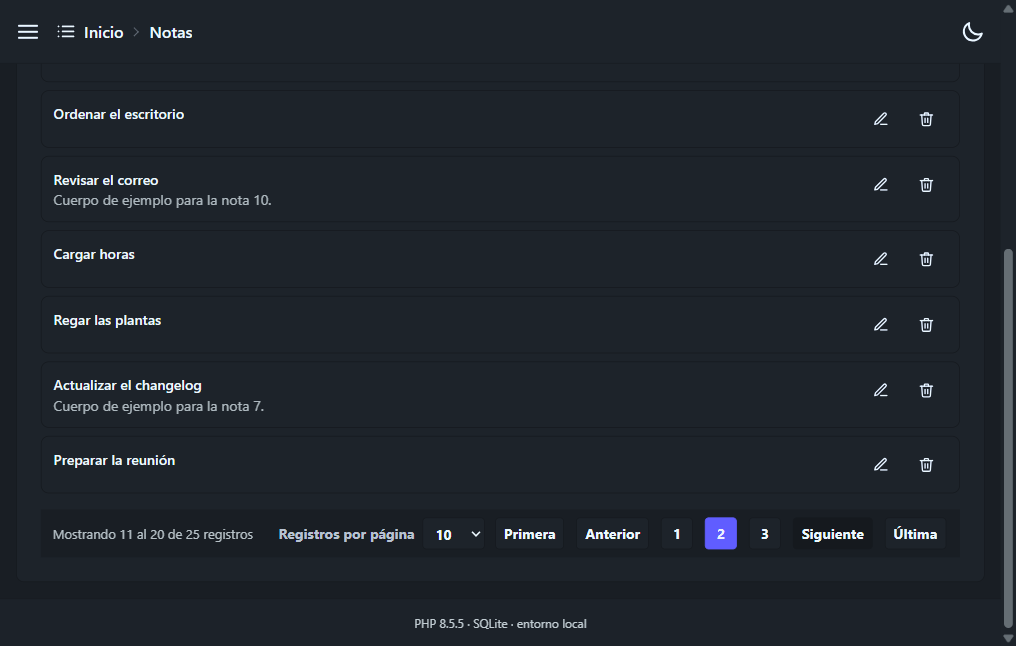 Inicio > Notas
Ordenar el escritorio
Revisar el correo
Cuerpo de ejemplo para la nota 10.
Cargar horas
Regar las plantas
Actualizar el changelog
Cuerpo de ejemplo para la nota 7.
Preparar la reunión
Mostrando 11 al 20 de 25 registros Registros por página 10 Primera Anterior 1 2 3 Siguiente Última
PHP 8.5.5 · SQLite · entorno local